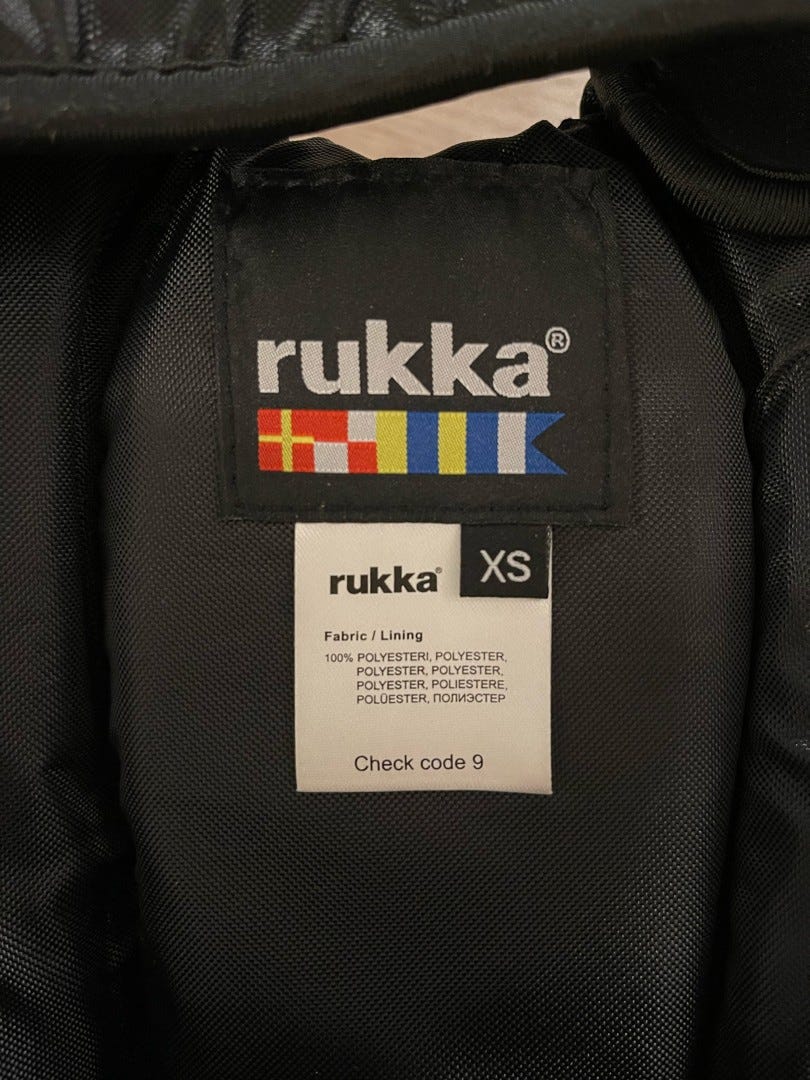 rukka®
rukka®
XS
Fabric / Lining
100% POLYESTERI, POLYESTER,
POLYESTER, POLYESTER,
POLYESTER, POLIESTERE,
POLÜESTER, ПОЛИЭСТЕР
Check code 9